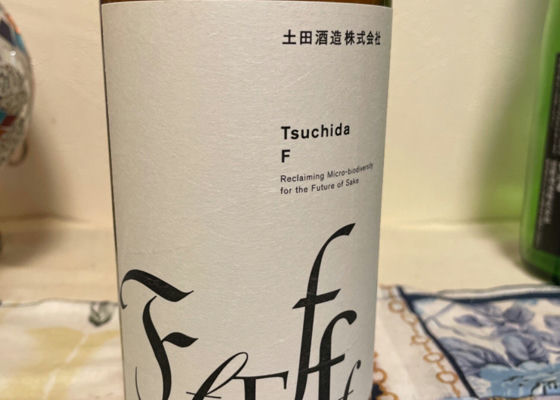 土田酒造株式会社
Tsuchida
F
Reclaiming Micro-biodiversity
for the Future of Sake
F
f
f
T
f
f
f